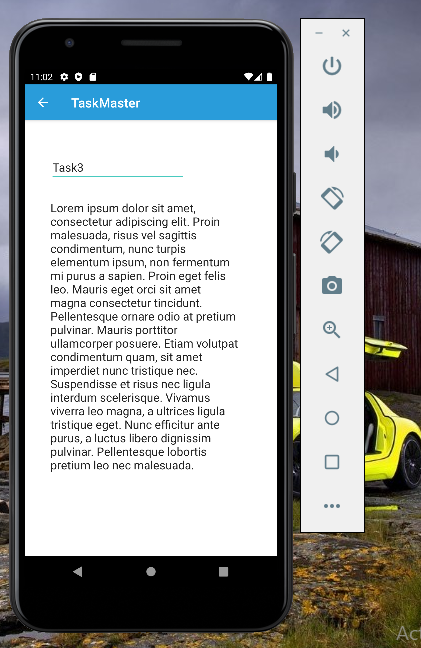 11:02
TaskMaster
Task3
Lorem ipsum dolor sit amet,
consectetur adipiscing elit. Proin
malesuada, risus vel sagittis
condimentum, nunc turpis
elementum ipsum, non fermentum
mi purus a sapien. Proin eget felis
leo. Mauris eget orci sit amet
magna consectetur tincidunt.
Pellentesque ornare odio at pretium
pulvinar. Mauris porttitor
ullamcorper posuere. Etiam volutpat
condimentum quam, sit amet
imperdiet nunc tristique nec.
Suspendisse et risus nec ligula
interdum scelerisque. Vivamus
viverra leo magna, a ultrices ligula
tristique eget. Nunc efficitur ante
purus, a luctus libero dignissim
pulvinar. Pellentesque lobortis
pretium leo nec malesuada.
Act